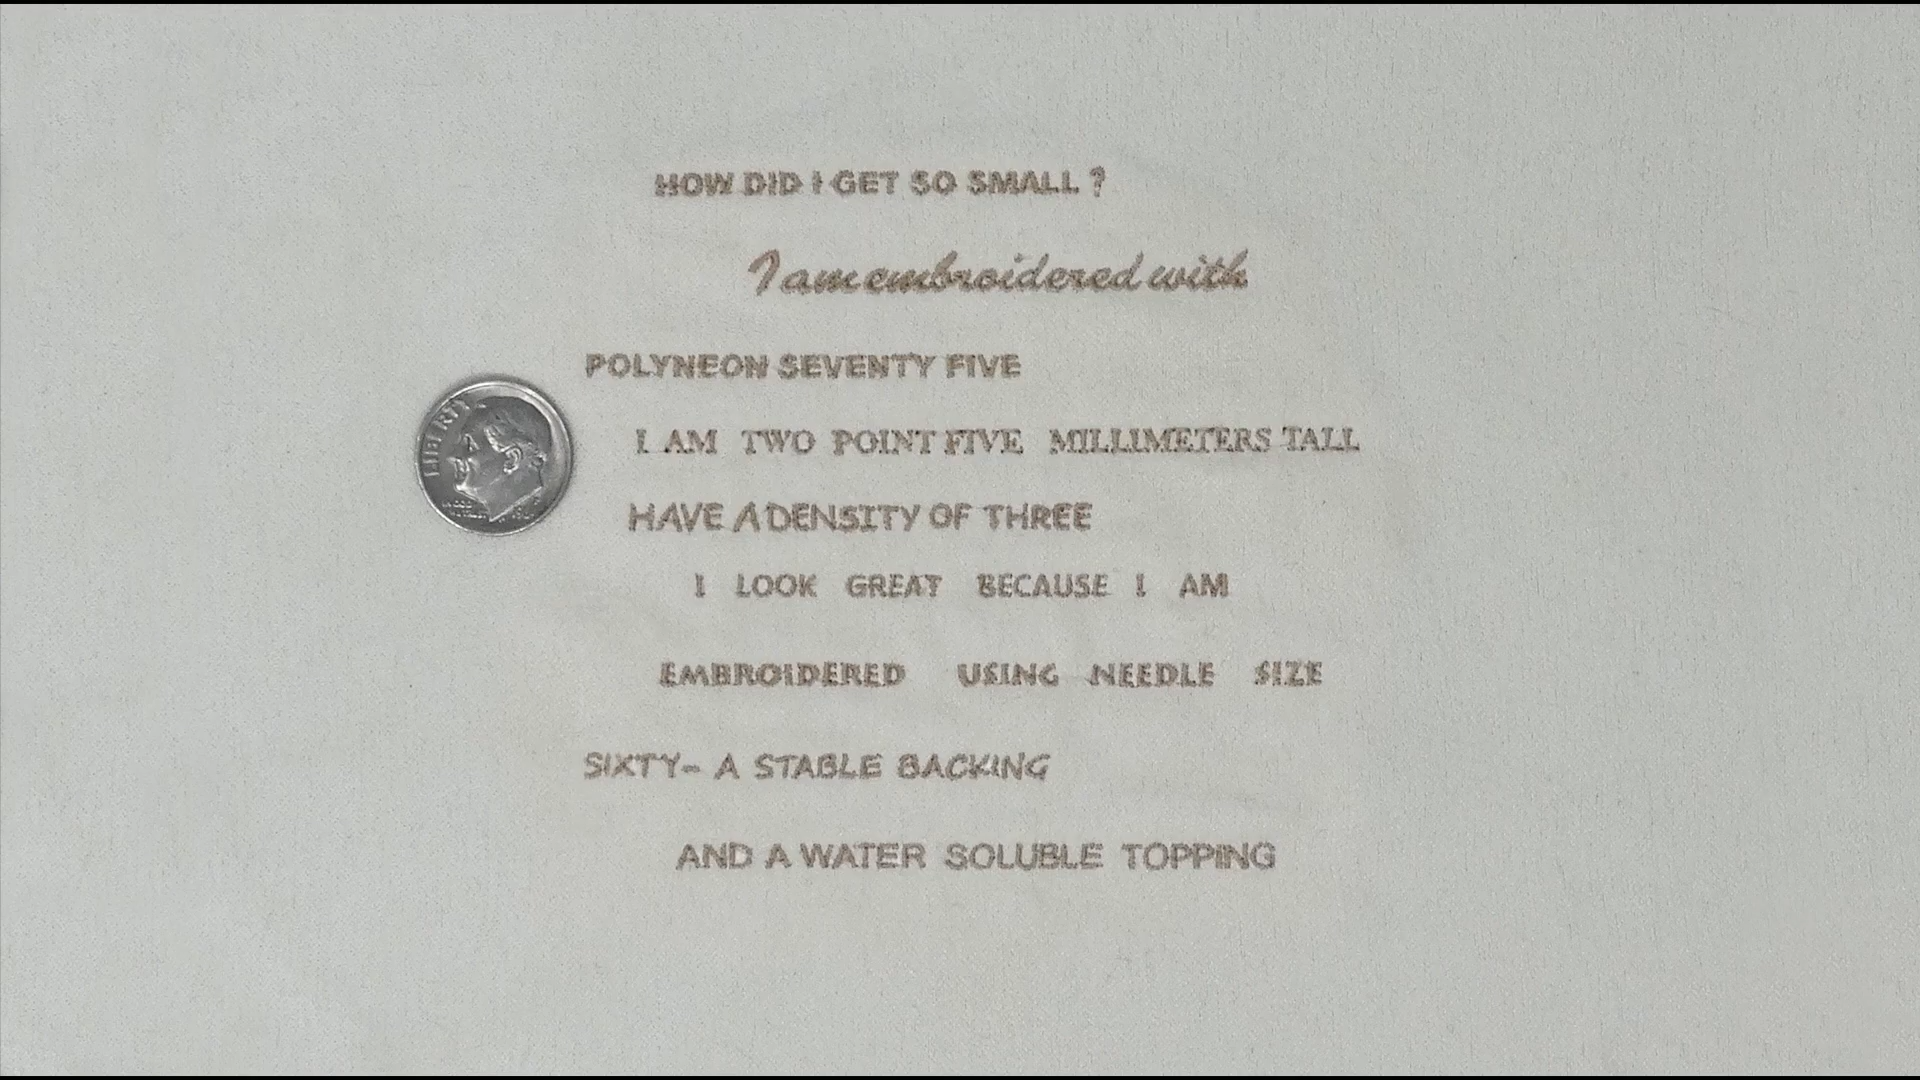 HOW DID I GET SO SMALL ?
I am embroidered with
POLYNEON SEVENTY FIVE
LIBERTY
I AM TWO POINT FIVE MILLIMETERS TALL
HAVE A DENSITY OF THREE
I LOOK GREAT BECAUSE I AM
EMBROIDERED USING NEEDLE SIZE
SIXTY- A STABLE BACKING
AND A WATER SOLUBLE TOPPING